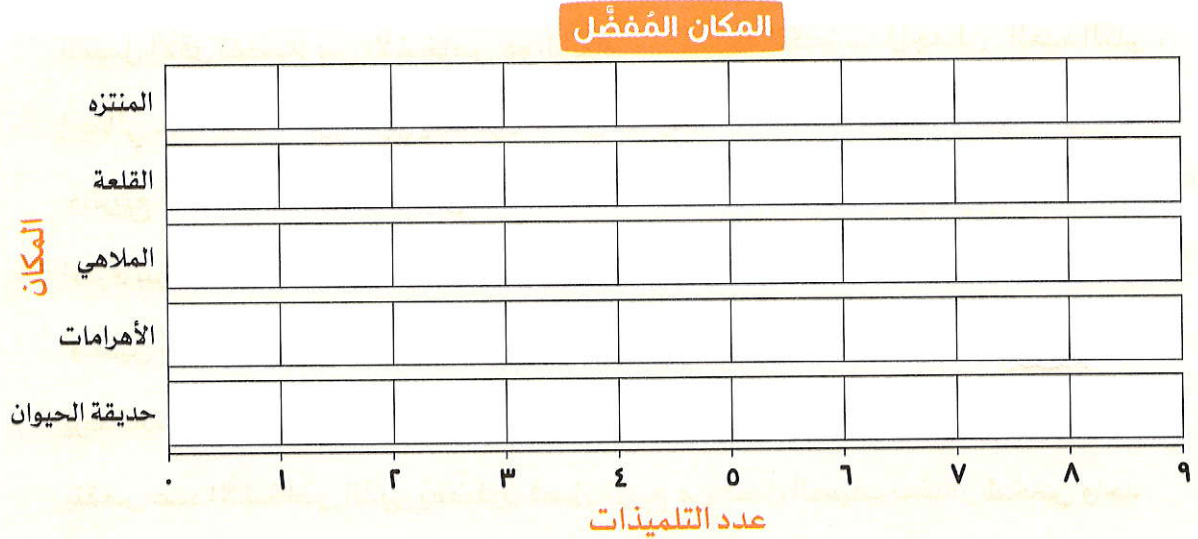 المكان المُفضَّل
المنتزه
القلعة
الملاهي
الأهرامات
حديقة الحيوان
المكان
٠ ١ ٢ ٣ ٤ ٥ ٦ ٧ ٨ ٩
عدد التلميذات